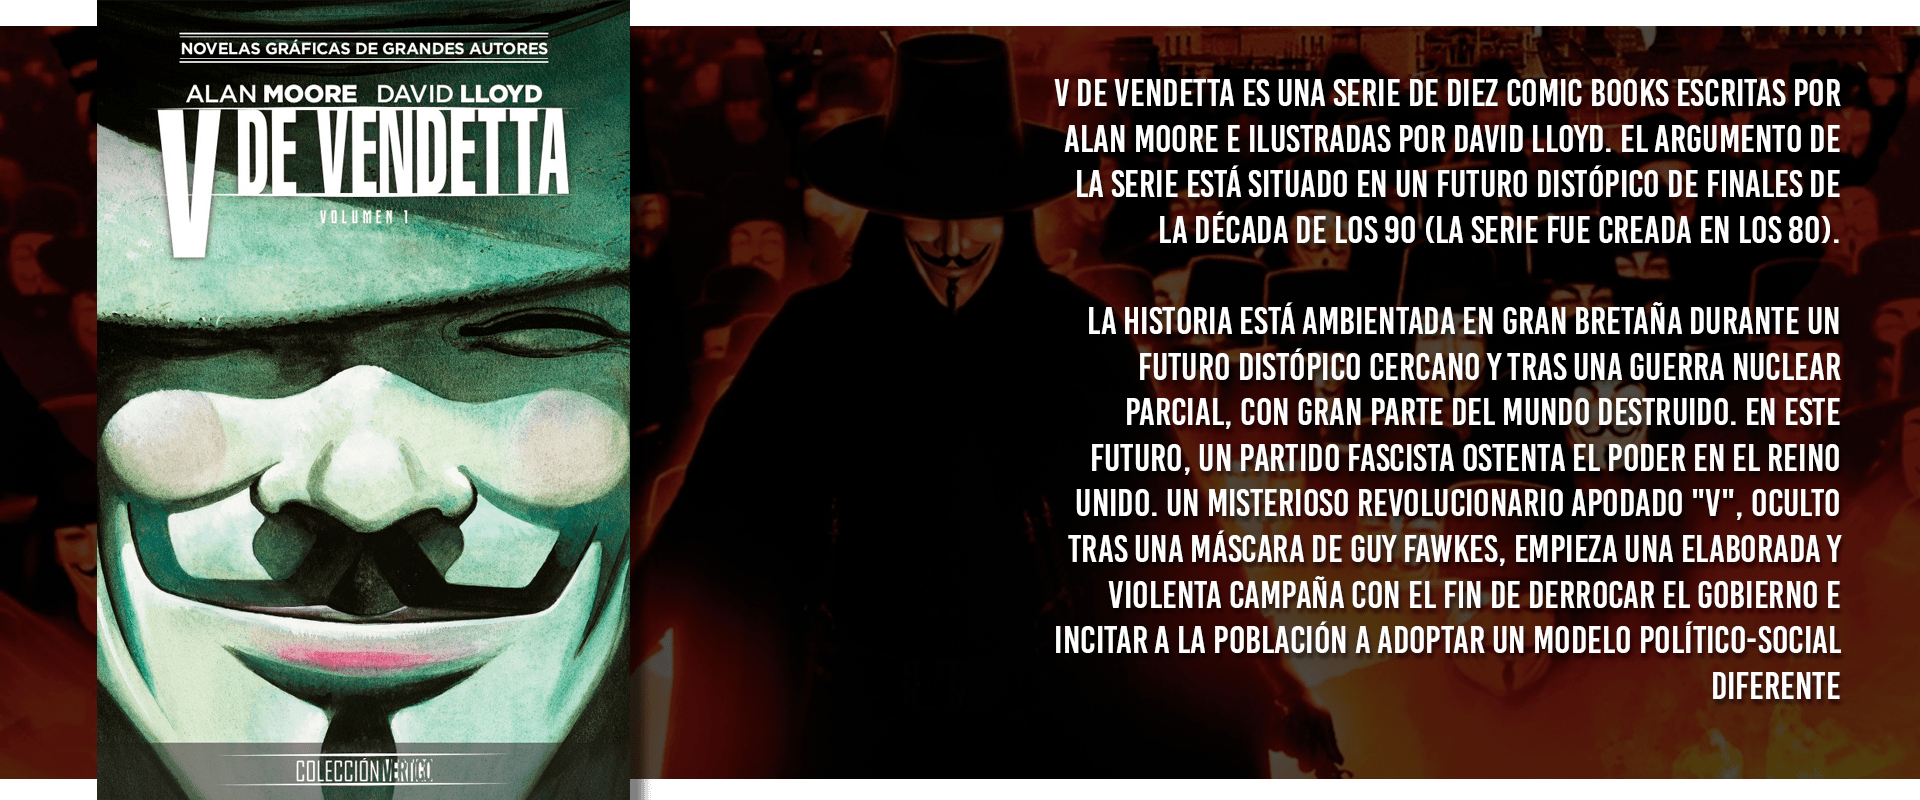 NOVELAS GRÁFICAS DE GRANDES AUTORES
ALAN MOORE DAVID LLOYD
V DE VENDETTA
VOLUMEN 1
COLECCIÓN VERTIGO
V DE VENDETTA ES UNA SERIE DE DIEZ COMIC BOOKS ESCRITAS POR
ALAN MOORE E ILUSTRADAS POR DAVID LLOYD. EL ARGUMENTO DE
LA SERIE ESTÁ SITUADO EN UN FUTURO DISTÓPICO DE FINALES DE
LA DÉCADA DE LOS 90 (LA SERIE FUE CREADA EN LOS 80).
LA HISTORIA ESTÁ AMBIENTADA EN GRAN BRETAÑA DURANTE UN
FUTURO DISTÓPICO CERCANO Y TRAS UNA GUERRA NUCLEAR
PARCIAL, CON GRAN PARTE DEL MUNDO DESTRUIDO. EN ESTE
FUTURO, UN PARTIDO FASCISTA OSTENTA EL PODER EN EL REINO
UNIDO. UN MISTERIOSO REVOLUCIONARIO APODADO "V", OCULTO
TRAS UNA MÁSCARA DE GUY FAWKES, EMPIEZA UNA ELABORADA Y
VIOLENTA CAMPAÑA CON EL FIN DE DERROCAR EL GOBIERNO E
INCITAR A LA POBLACIÓN A ADOPTAR UN MODELO POLÍTICO-SOCIAL
DIFERENTE